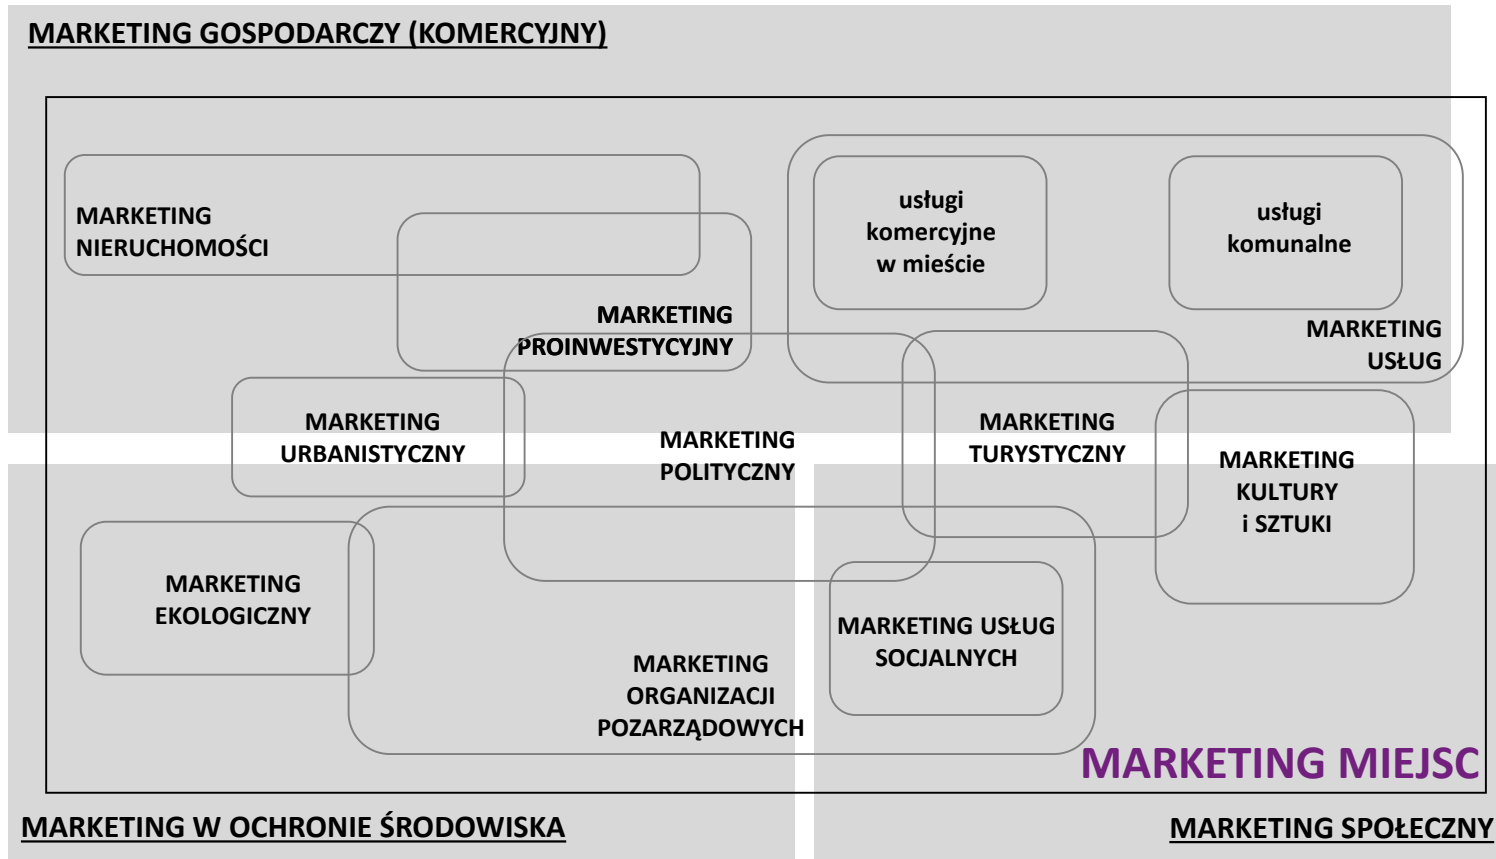 MARKETING GOSPODARCZY (KOMERCYJNY)
MARKETING
NIERUCHOMOŚCI
usługi
komercyjne
w mieście
usługi
komunalne
MARKETING
PROINWESTYCYJNY
MARKETING
USŁUG
MARKETING
URBANISTYCZNY
MARKETING
POLITYCZNY
MARKETING
TURYSTYCZNY
MARKETING
KULTURY
i SZTUKI
MARKETING
EKOLOGICZNY
MARKETING USŁUG
SOCJALNYCH
MARKETING
ORGANIZACJI
POZARZĄDOWYCH
MARKETING MIEJSC
MARKETING W OCHRONIE ŚRODOWISKA
MARKETING SPOŁECZNY